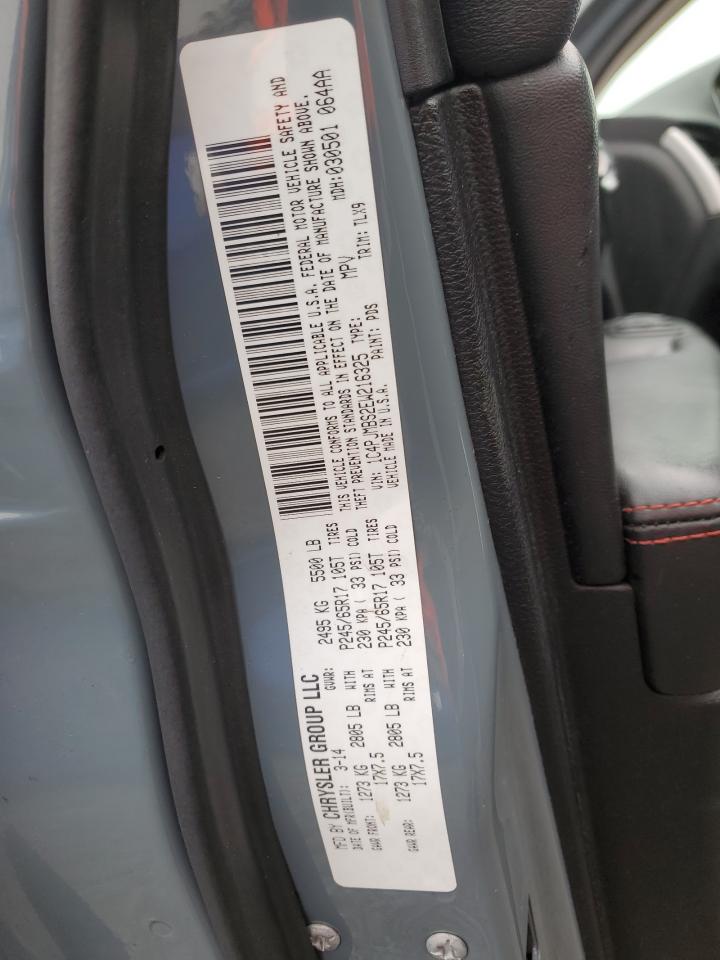 MFD BY CHRYSLER GROUP LLC
DATE OF MFR(BUILT): 3-14 GVWR: 2495 KG 5500 LB
GAWR FRONT: 1273 KG 2805 LB WITH P245/65R17 105T TIRES
17X7.5 RIMS AT 230 KPA ( 33 PSI) COLD
GAWR REAR: 1273 KG 2805 LB WITH P245/65R17 105T TIRES
17X7.5 RIMS AT 230 KPA ( 33 PSI) COLD
THIS VEHICLE CONFORMS TO ALL APPLICABLE U.S.A. FEDERAL MOTOR VEHICLE SAFETY AND
THEFT PREVENTION STANDARDS IN EFFECT ON THE DATE OF MANUFACTURE SHOWN ABOVE.
VIN: 1C4PJMBS2EW216325 TYPE: MPV MDH:030501 064AA
VEHICLE MADE IN U.S.A. PAINT: PDS TRIM: TLX9